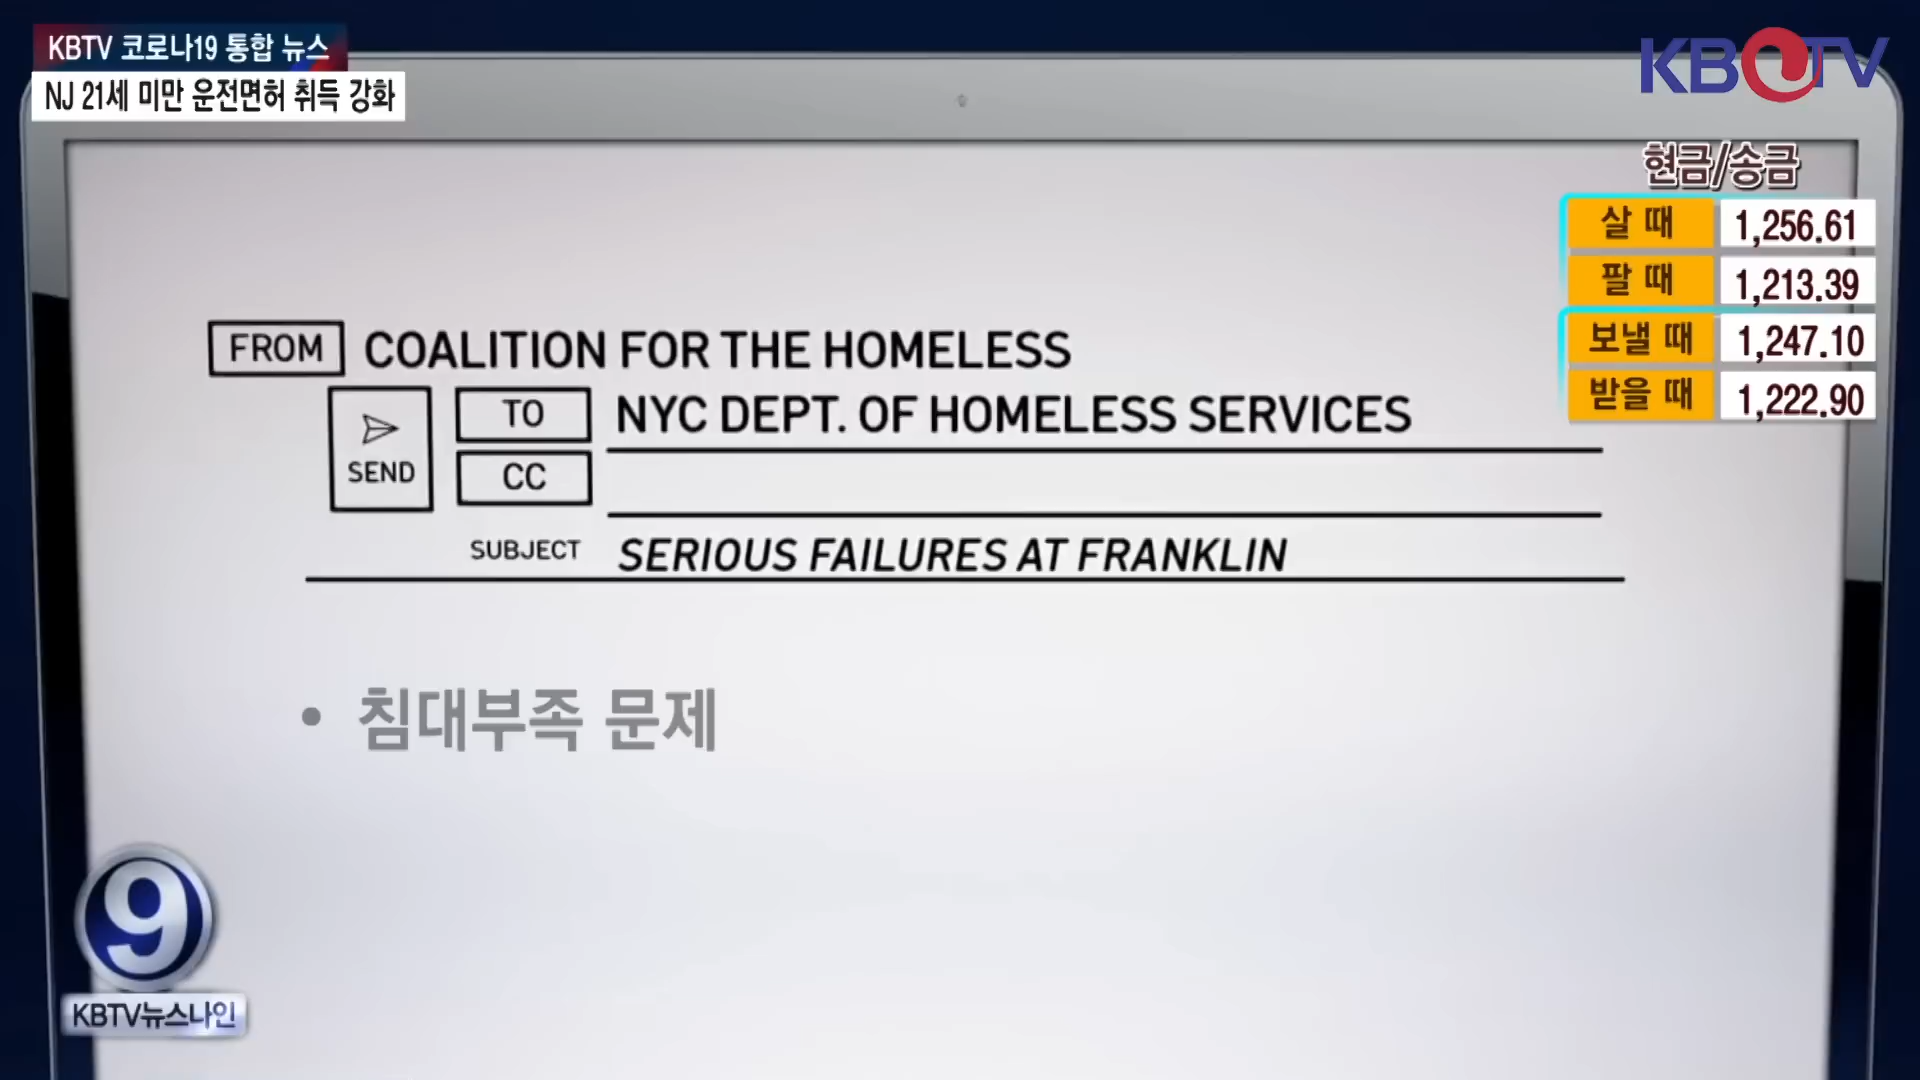 KBTV 코로나19 통합 뉴스
NJ 21세 미만 운전면허 취득 강화
KBTV
현금/송금
살 때 1,256.61
팔 때 1,213.39
보낼 때 1,247.10
받을 때 1,222.90
FROM COALITION FOR THE HOMELESS
SEND
TO NYC DEPT. OF HOMELESS SERVICES
CC
SUBJECT SERIOUS FAILURES AT FRANKLIN
• 침대부족 문제
9
KBTV뉴스나인